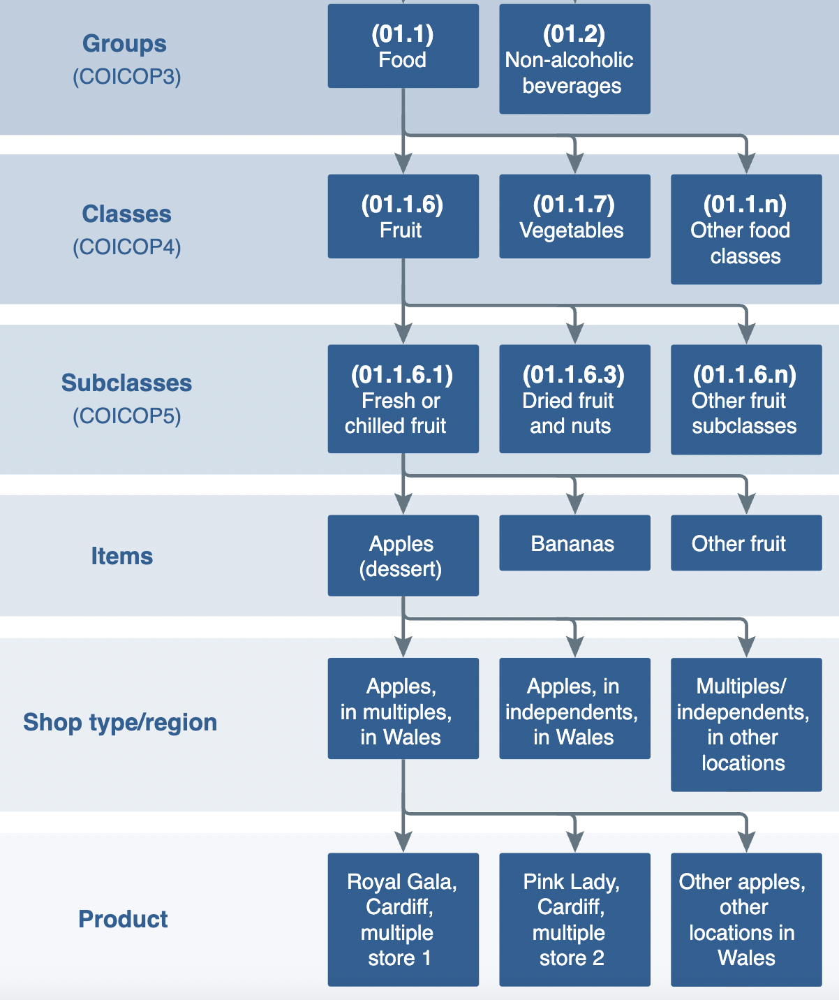 Groups
(COICOP3)
(01.1)
Food
(01.2)
Non-alcoholic
beverages
Classes
(COICOP4)
(01.1.6)
Fruit
(01.1.7)
Vegetables
(01.1.n)
Other food
classes
Subclasses
(COICOP5)
(01.1.6.1)
Fresh or
chilled fruit
(01.1.6.3)
Dried fruit
and nuts
(01.1.6.n)
Other fruit
subclasses
Items
Apples
(dessert)
Bananas
Other fruit
Shop type/region
Apples,
in multiples,
in Wales
Apples, in
independents,
in Wales
Multiples/
independents,
in other
locations
Product
Royal Gala,
Cardiff,
multiple
store 1
Pink Lady,
Cardiff,
multiple
store 2
Other apples,
other
locations in
Wales